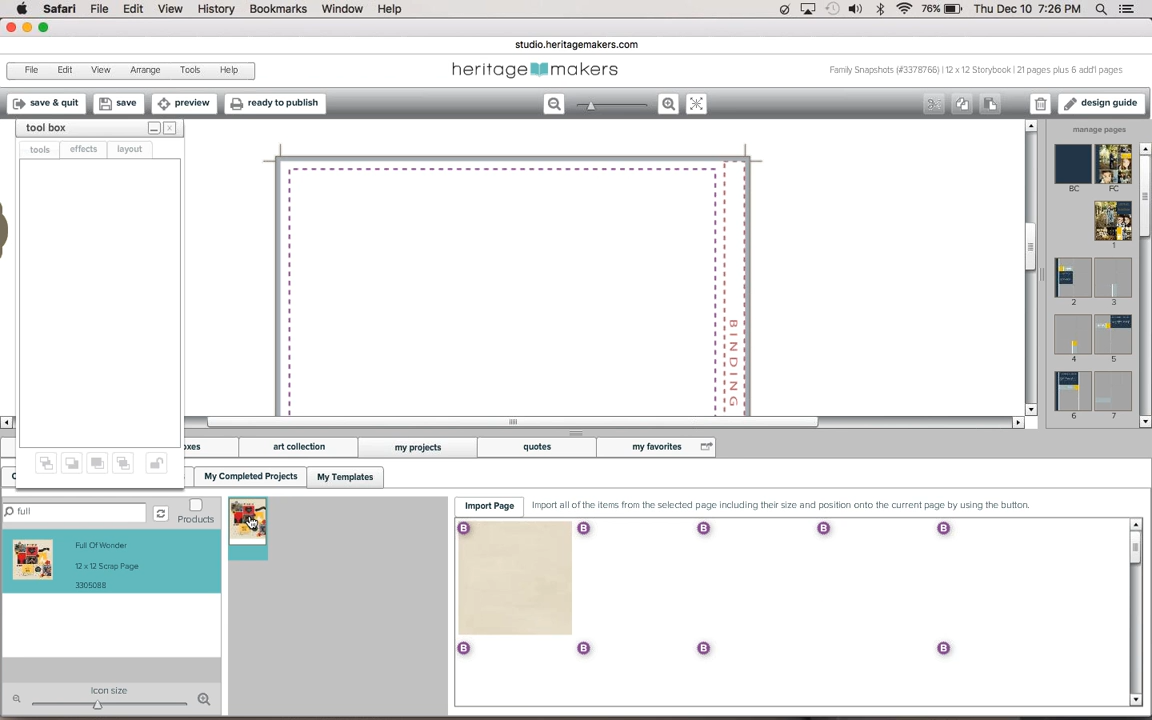 Safari File Edit View History Bookmarks Window Help 76% Thu Dec 10 7:26 PM
studio.heritagemakers.com
File Edit View Arrange Tools Help
heritage makers
Family Snapshots (#3378766) | 12 x 12 Storybook | 21 pages plus 6 add'l pages
save & quit save preview ready to publish design guide
tool box
tools effects layout
manage pages
BC FC
1
2 3
4 5
6 7
BINDING
oxes art collection my projects quotes my favorites
C My Completed Projects My Templates
full
Products
Full Of Wonder
12 x 12 Scrap Page
3305088
Icon size
Import Page Import all of the items from the selected page including their size and position onto the current page by using the button.
B B B B B
B B B B